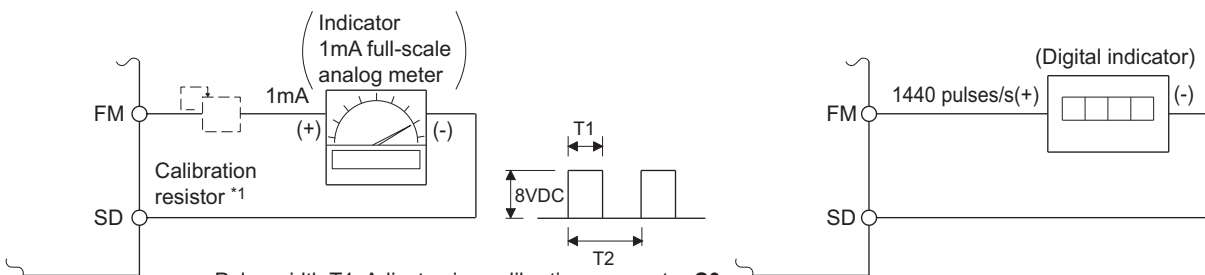 Indicator
1mA full-scale
analog meter
(Digital indicator)
FM
1mA
(+)
(-)
FM
1440 pulses/s(+)
(-)
T1
Calibration
resistor *1
8VDC
SD
SD
T2